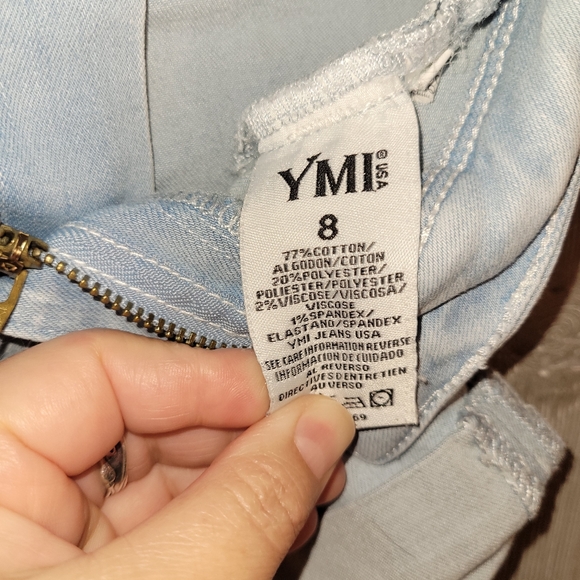 YMI® USA
8
77%COTTON/
ALGODON/COTON
20%POLYESTER/
POLIESTER/POLYESTER/
2%VISCOSE/VISCOSA/
VISCOSE
1%SPANDEX/
ELASTANO/SPANDEX
YMI JEANS USA
SEE CARE INFORMATION REVERSE
INFORMACION DE CUIDADO
AL REVERSO
DIRECTIVES D'ENTRETIEN
AU VERSO